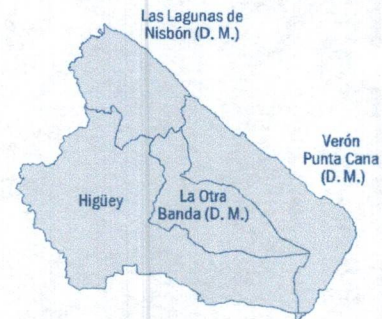 Las Lagunas de
Nisbón (D. M.)
Verón
Punta Cana
(D. M.)
Higüey
La Otra
Banda (D. M.)